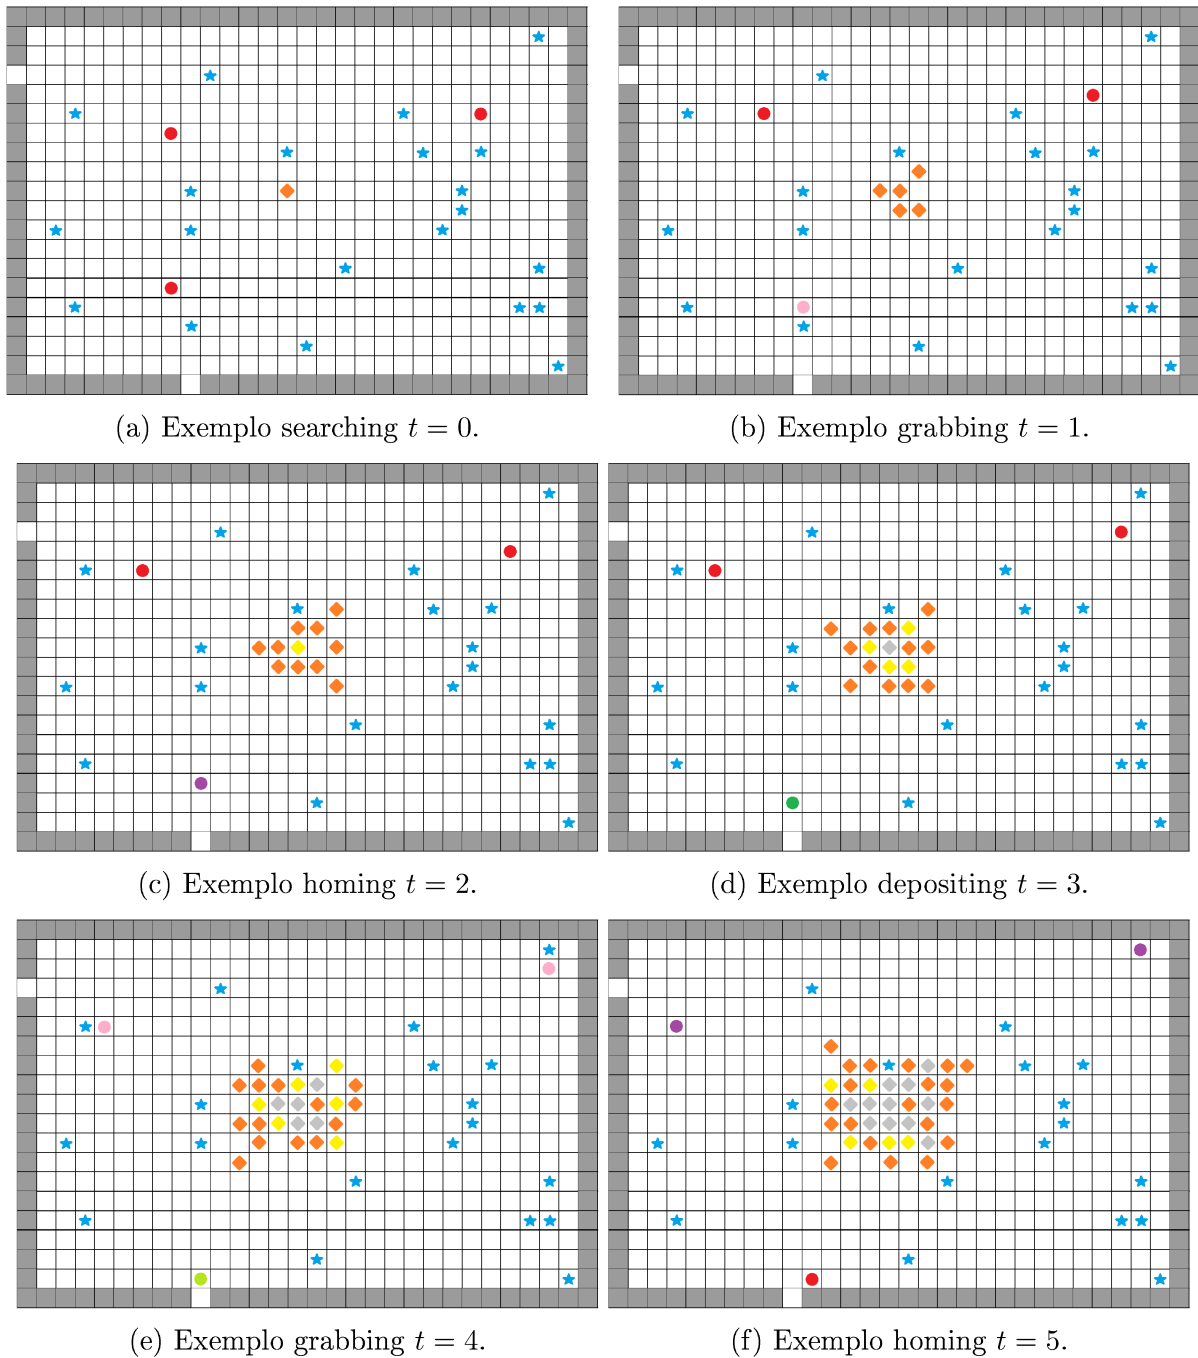 (a) Exemplo searching t = 0.
(b) Exemplo grabbing t = 1.
(c) Exemplo homing t = 2.
(d) Exemplo depositing t = 3.
(e) Exemplo grabbing t = 4.
(f) Exemplo homing t = 5.